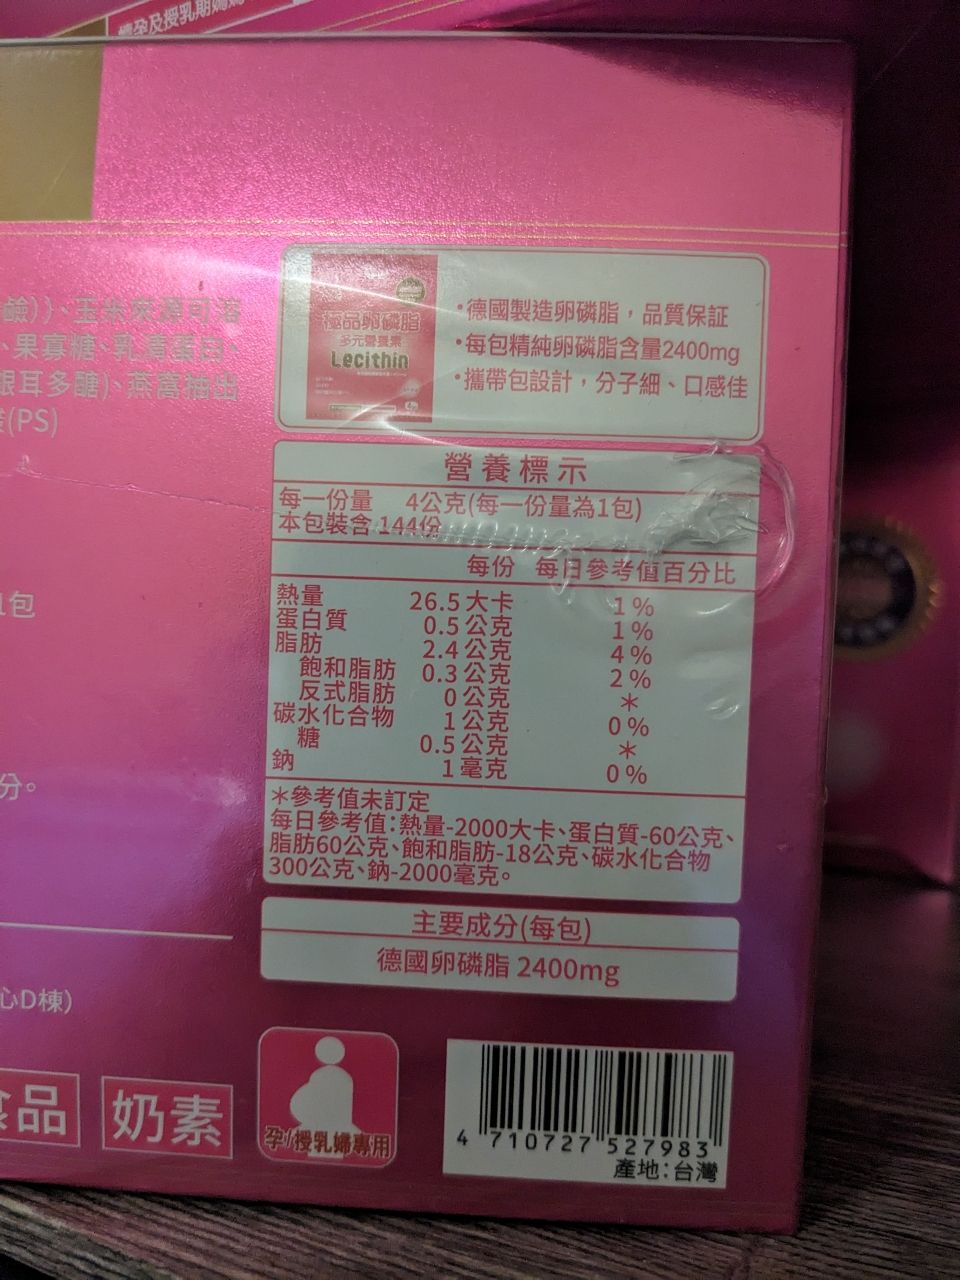 懷孕及授乳期媽媽
鹼))、玉米來源可溶
、果寡糖、乳清蛋白、
銀耳多醣)、燕窩抽出
(PS)
1包
分。
心D棟)
食品
奶素
極品卵磷脂
多元營養素
Lecithin
•德國製造卵磷脂，品質保証
•每包精純卵磷脂含量2400mg
•攜帶包設計，分子細、口感佳
營養標示
每一份量 4公克(每一份量為1包)
本包裝含 144份
每份 每日參考值百分比
熱量 26.5大卡 1%
蛋白質 0.5公克 1%
脂肪 2.4公克 4%
飽和脂肪 0.3公克 2%
反式脂肪 0公克 ＊
碳水化合物 1公克 0%
糖 0.5公克 ＊
鈉 1毫克 0%
＊參考值未訂定
每日參考值:熱量-2000大卡、蛋白質-60公克、
脂肪60公克、飽和脂肪-18公克、碳水化合物
300公克、鈉-2000毫克。
主要成分(每包)
德國卵磷脂 2400mg
孕/授乳婦專用
4 710727 527983
產地:台灣